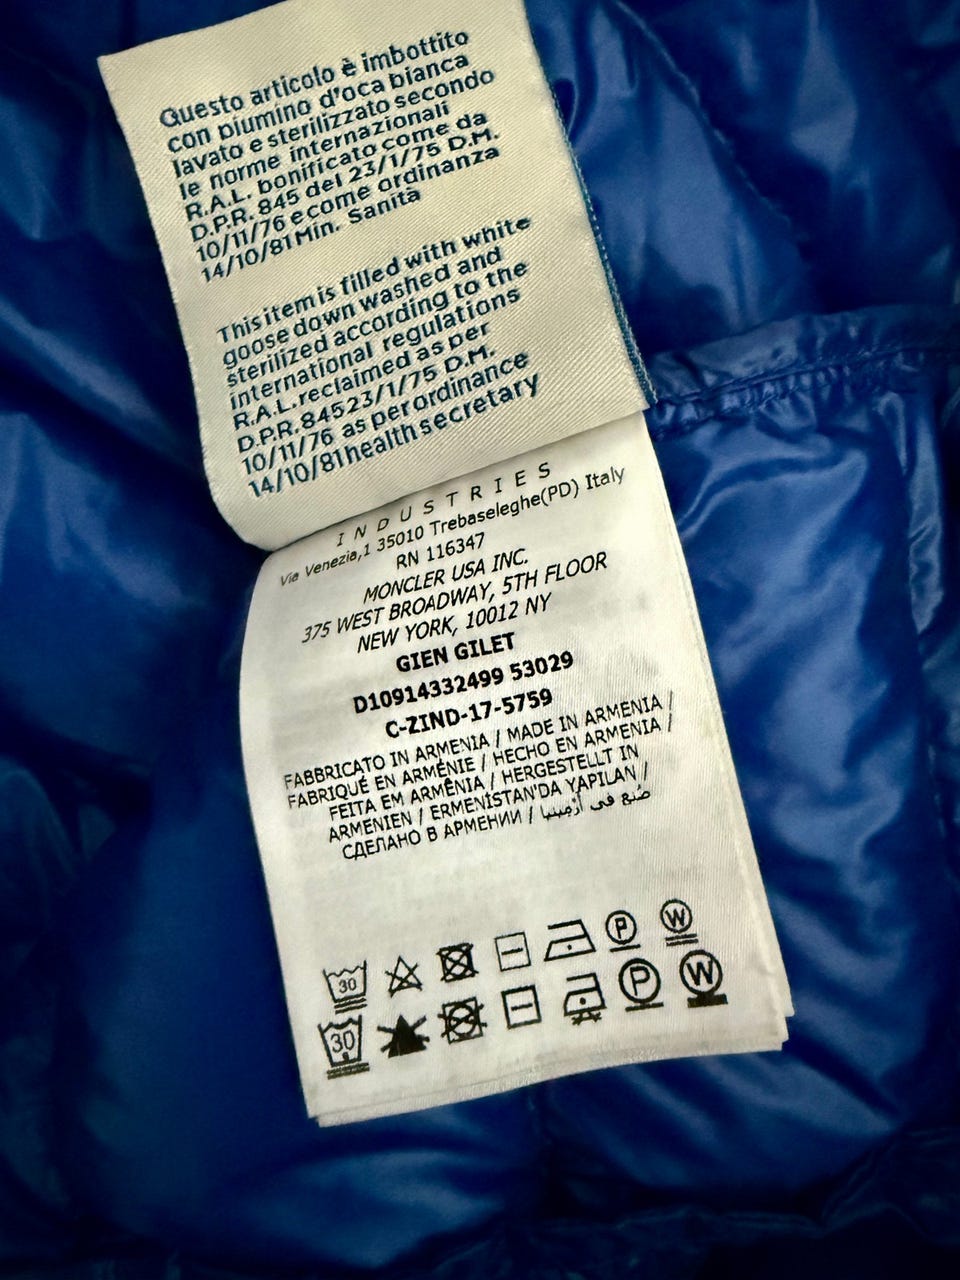 Questo articolo è imbottito
con piumino d'oca bianca
lavato e sterilizzato secondo
le norme internazionali
R.A.L. bonificato come da
D.P.R. 845 del 23/1/75 D.M.
10/11/76 e come ordinanza
14/10/81 Min. Sanità
This item is filled with white
goose down washed and
sterilized according to the
international regulations
R.A.L. reclaimed as per
D.P.R. 845 23/1/75 D.M.
10/11/76 as per ordinance
14/10/81 health secretary
INDUSTRIES
Via Venezia,1 35010 Trebaseleghe(PD) Italy
RN 116347
MONCLER USA INC.
375 WEST BROADWAY, 5TH FLOOR
NEW YORK, 10012 NY
GIEN GILET
D10914332499 53029
C-ZIND-17-5759
FABBRICATO IN ARMENIA / MADE IN ARMENIA /
FABRIQUÉ EN ARMÉNIE / HECHO EN ARMENIA /
FEITA EM ARMÊNIA / HERGESTELLT IN
ARMENIEN / ERMENİSTAN'DA YAPILAN /
СДЕЛАНО В АРМЕНИИ / صُنِع في أرْمِينيا
30 P W
30 P W